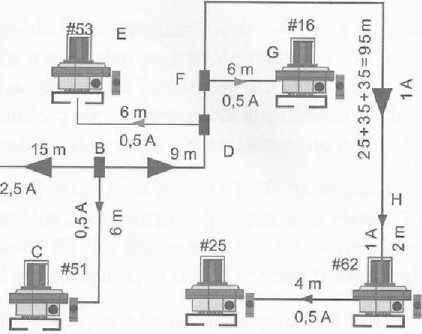 #53
E
#16
G
F
6 m
0,5 A
6 m
0,5 A
D
25+35+35=95 m
1 A
15 m
B
9 m
2,5 A
0,5 A
6 m
H
1 A
2 m
C
#51
#25
#62
4 m
0,5 A